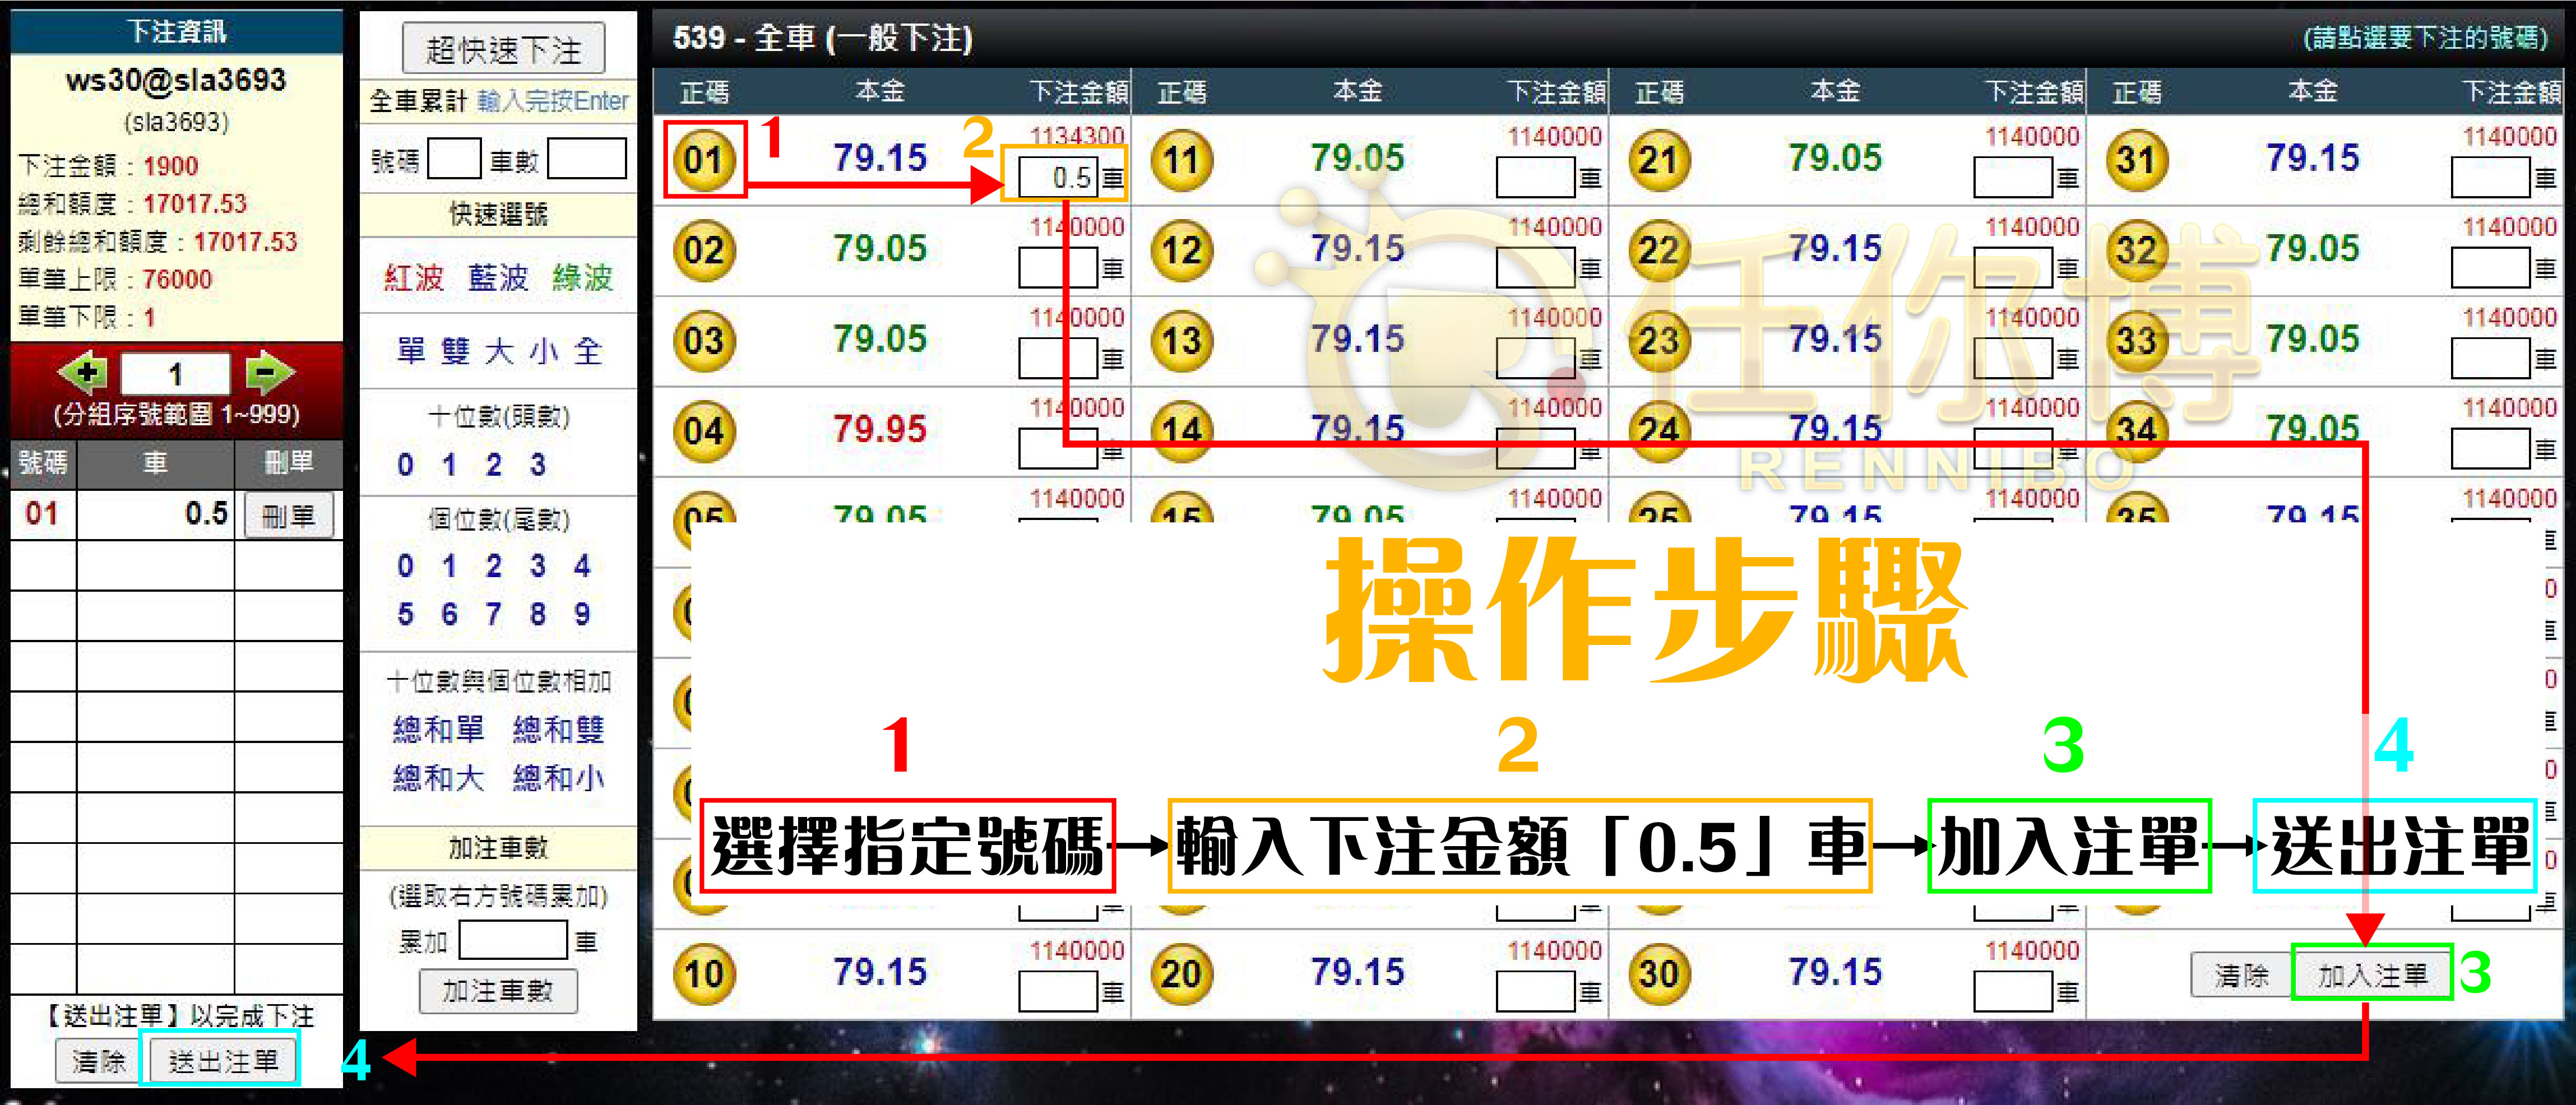 下注資訊
ws30@sla3693
(sla3693)
下注金額：1900
總和額度：17017.53
剩餘總和額度：17017.53
單筆上限：76000
單筆下限：1
1
(分組序號範圍 1~999)
號碼 車 刪單
01 0.5 刪單
【送出注單】以完成下注
清除 送出注單 4
超快速下注
全車累計 輸入完按Enter
號碼 車數
快速選號
紅波 藍波 綠波
單 雙 大 小 全
十位數(頭數)
0 1 2 3
個位數(尾數)
0 1 2 3 4
5 6 7 8 9
十位數與個位數相加
總和單 總和雙
總和大 總和小
加注車數
(選取右方號碼累加)
累加 車
加注車數
539 - 全車 (一般下注) (請點選要下注的號碼)
正碼 本金 下注金額 正碼 本金 下注金額 正碼 本金 下注金額 正碼 本金 下注金額
01 1 79.15 2 1134300 0.5 車 11 79.05 1140000 車 21 79.05 1140000 車 31 79.15 1140000 車
02 79.05 1140000 車 12 79.15 1140000 車 22 79.15 1140000 車 32 79.05 1140000 車
03 79.05 1140000 車 13 79.15 1140000 車 23 79.15 1140000 車 33 79.05 1140000 車
04 79.95 1140000 車 14 79.15 1140000 車 24 79.15 1140000 車 34 79.05 1140000 車
任你博
RENNIBO
05 79.05 1140000 15 79.05 1140000 25 79.15 1140000 35 79.15 1140000
操作步驟
1 2 3 4
選擇指定號碼 輸入下注金額「0.5」車 加入注單 送出注單
10 79.15 1140000 車 20 79.15 1140000 車 30 79.15 1140000 車 清除 加入注單 3